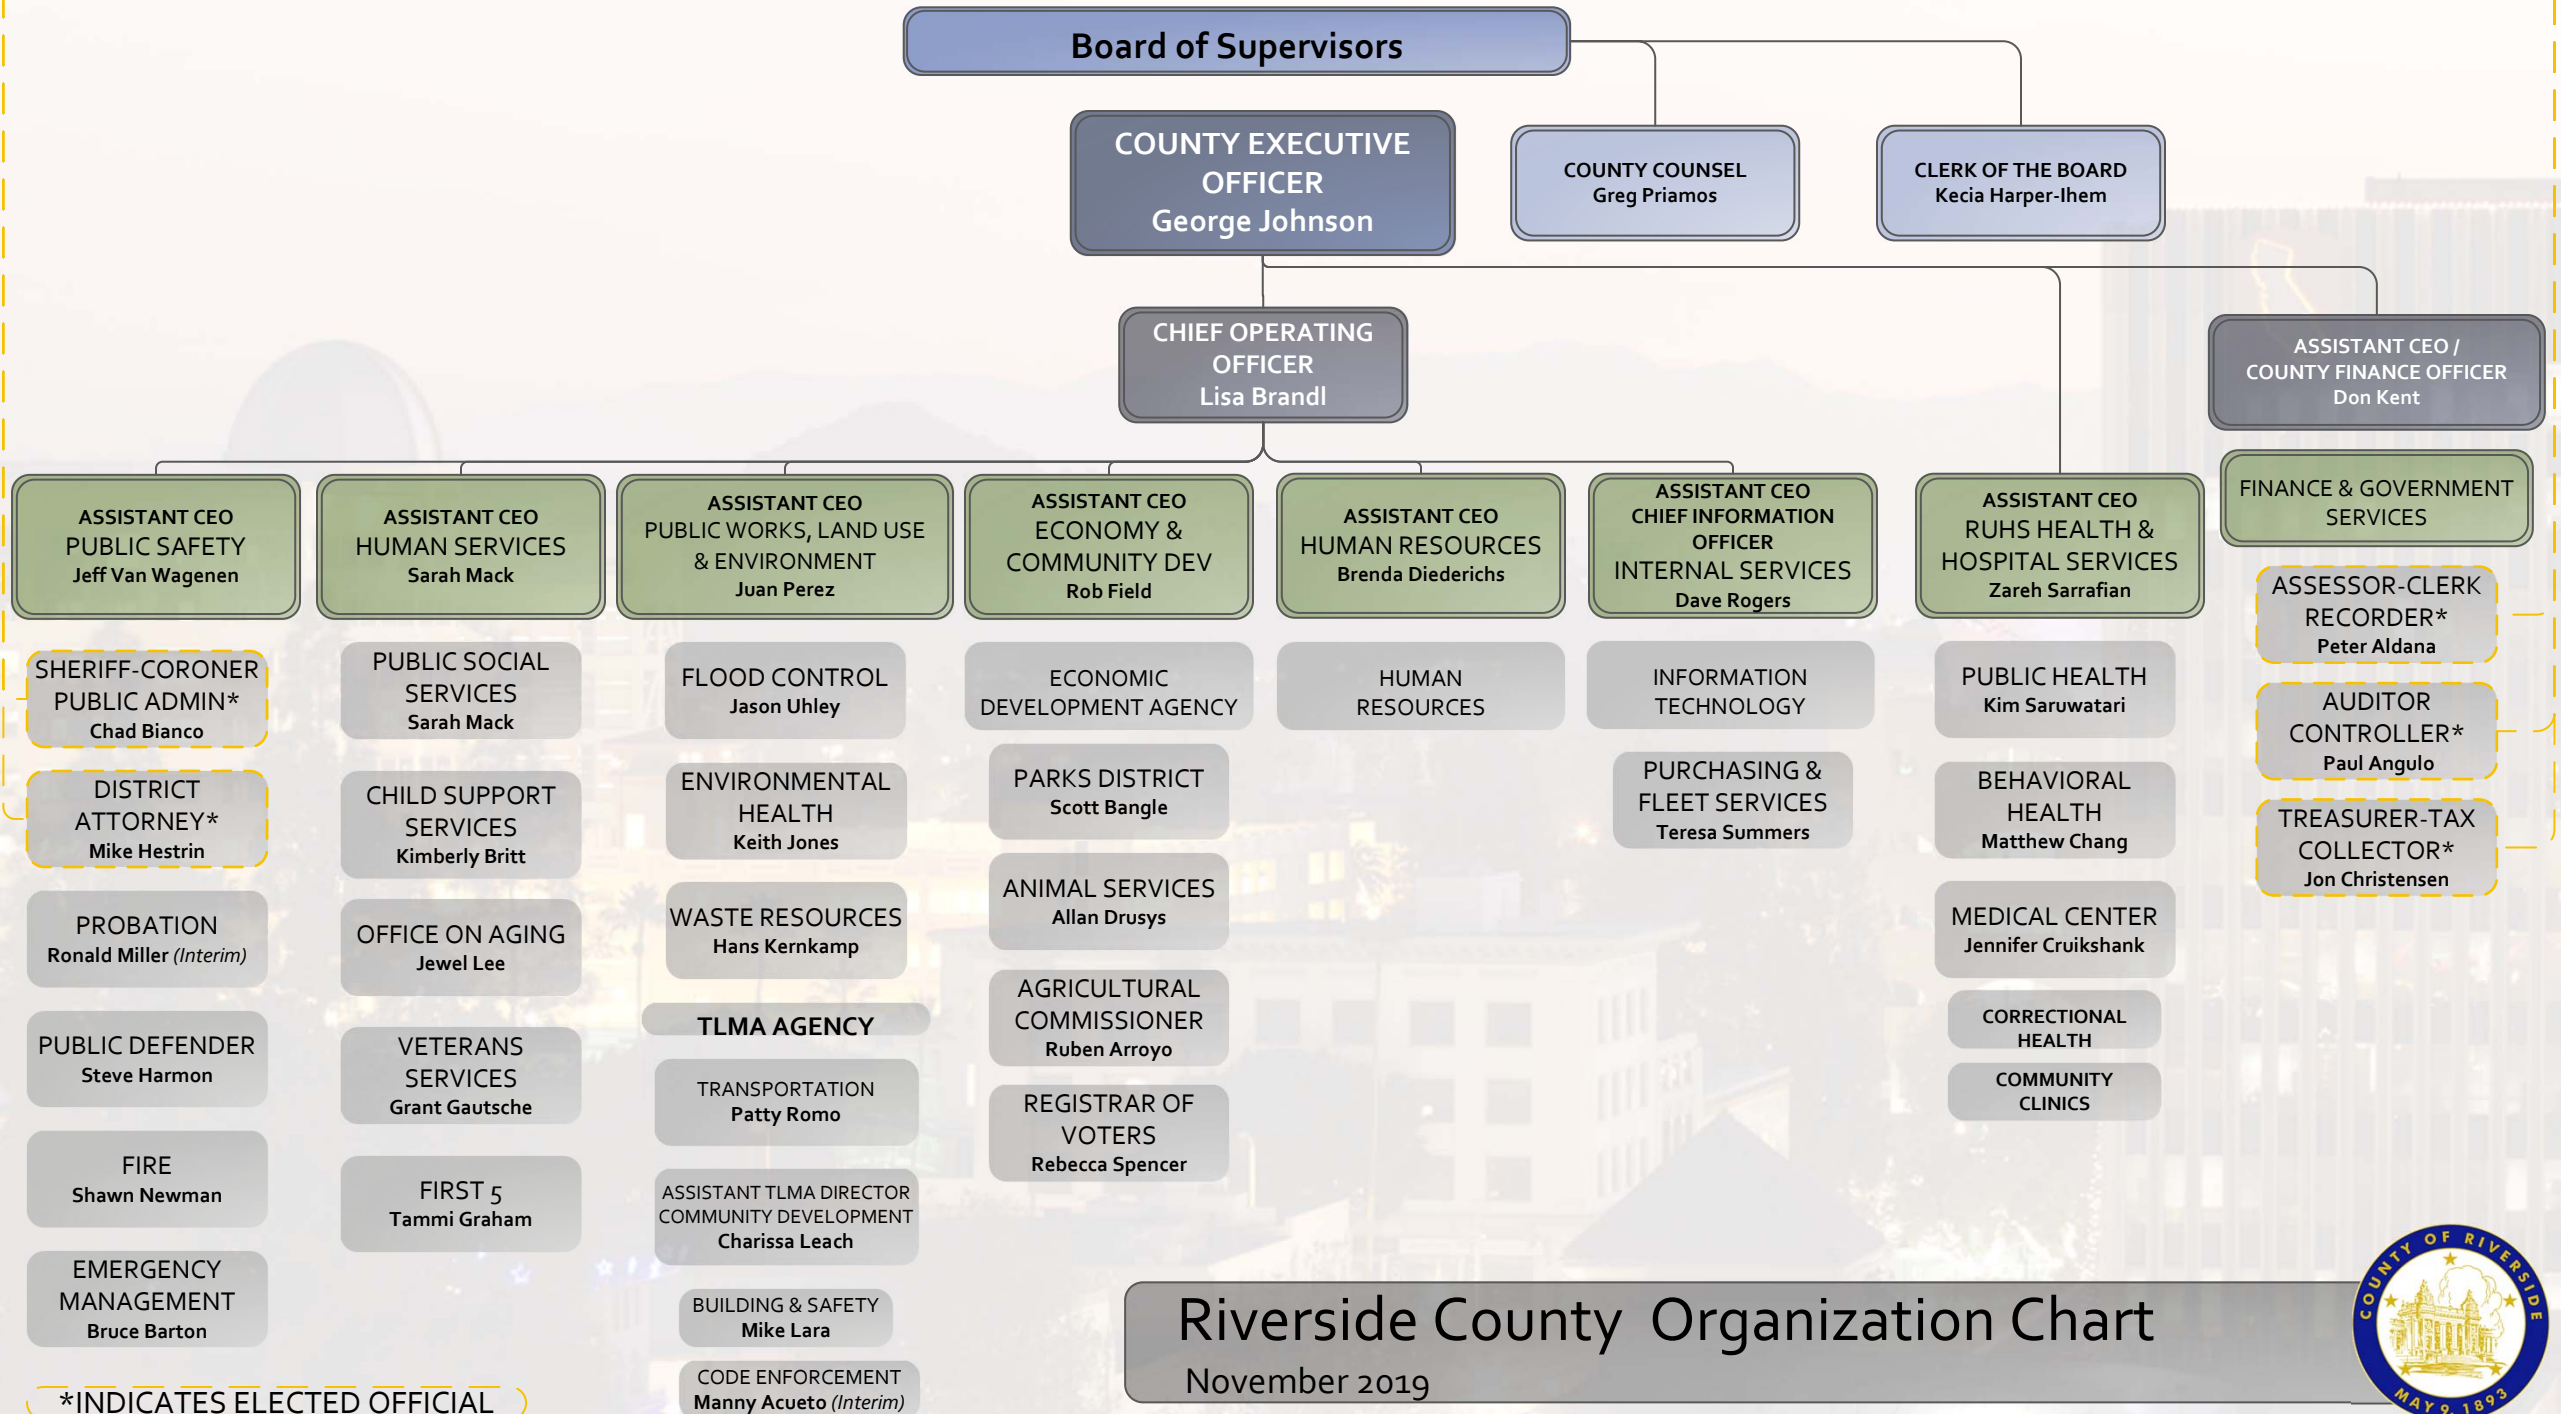 Board of Supervisors
COUNTY EXECUTIVE
OFFICER
George Johnson
COUNTY COUNSEL
Greg Priamos
CLERK OF THE BOARD
Kecia Harper-Ihem
CHIEF OPERATING
OFFICER
Lisa Brandl
ASSISTANT CEO /
COUNTY FINANCE OFFICER
Don Kent
ASSISTANT CEO
PUBLIC SAFETY
Jeff Van Wagenen
SHERIFF-CORONER
PUBLIC ADMIN*
Chad Bianco
DISTRICT
ATTORNEY*
Mike Hestrin
PROBATION
Ronald Miller (Interim)
PUBLIC DEFENDER
Steve Harmon
FIRE
Shawn Newman
EMERGENCY
MANAGEMENT
Bruce Barton
*INDICATES ELECTED OFFICIAL
ASSISTANT CEO
HUMAN SERVICES
Sarah Mack
PUBLIC SOCIAL
SERVICES
Sarah Mack
CHILD SUPPORT
SERVICES
Kimberly Britt
OFFICE ON AGING
Jewel Lee
VETERANS
SERVICES
Grant Gautsche
FIRST 5
Tammi Graham
ASSISTANT CEO
PUBLIC WORKS, LAND USE
& ENVIRONMENT
Juan Perez
FLOOD CONTROL
Jason Uhley
ENVIRONMENTAL
HEALTH
Keith Jones
WASTE RESOURCES
Hans Kernkamp
TLMA AGENCY
TRANSPORTATION
Patty Romo
ASSISTANT TLMA DIRECTOR
COMMUNITY DEVELOPMENT
Charissa Leach
BUILDING & SAFETY
Mike Lara
CODE ENFORCEMENT
Manny Acueto (Interim)
ASSISTANT CEO
ECONOMY &
COMMUNITY DEV
Rob Field
ECONOMIC
DEVELOPMENT AGENCY
PARKS DISTRICT
Scott Bangle
ANIMAL SERVICES
Allan Drusys
AGRICULTURAL
COMMISSIONER
Ruben Arroyo
REGISTRAR OF
VOTERS
Rebecca Spencer
ASSISTANT CEO
HUMAN RESOURCES
Brenda Diederichs
HUMAN
RESOURCES
ASSISTANT CEO
CHIEF INFORMATION
OFFICER
INTERNAL SERVICES
Dave Rogers
INFORMATION
TECHNOLOGY
PURCHASING &
FLEET SERVICES
Teresa Summers
ASSISTANT CEO
RUHS HEALTH &
HOSPITAL SERVICES
Zareh Sarrafian
PUBLIC HEALTH
Kim Saruwatari
BEHAVIORAL
HEALTH
Matthew Chang
MEDICAL CENTER
Jennifer Cruikshank
CORRECTIONAL
HEALTH
COMMUNITY
CLINICS
FINANCE & GOVERNMENT
SERVICES
ASSESSOR-CLERK
RECORDER*
Peter Aldana
AUDITOR
CONTROLLER*
Paul Angulo
TREASURER-TAX
COLLECTOR*
Jon Christensen
Riverside County Organization Chart
November 2019
COUNTY OF RIVERSIDE
MAY 9, 1893